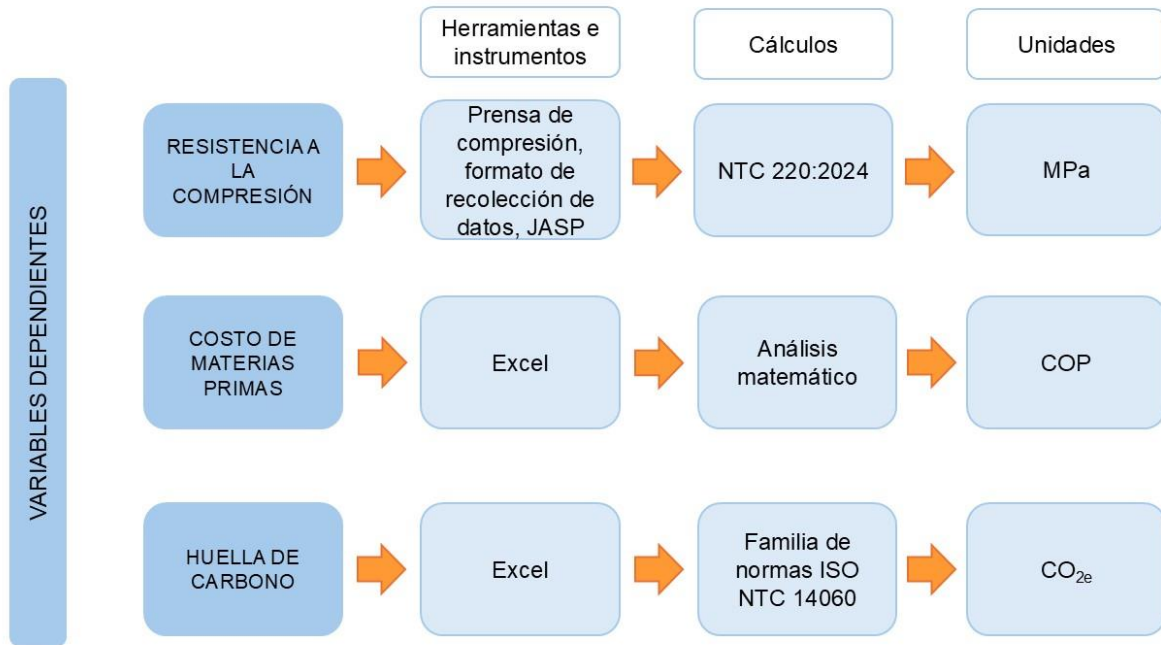 Herramientas e
instrumentos
Cálculos
Unidades
VARIABLES DEPENDIENTES
RESISTENCIA A
LA
COMPRESIÓN
Prensa de
compresión,
formato de
recolección de
datos, JASP
NTC 220:2024
MPa
COSTO DE
MATERIAS
PRIMAS
Excel
Análisis
matemático
COP
HUELLA DE
CARBONO
Excel
Familia de
normas ISO
NTC 14060
CO₂ₑ